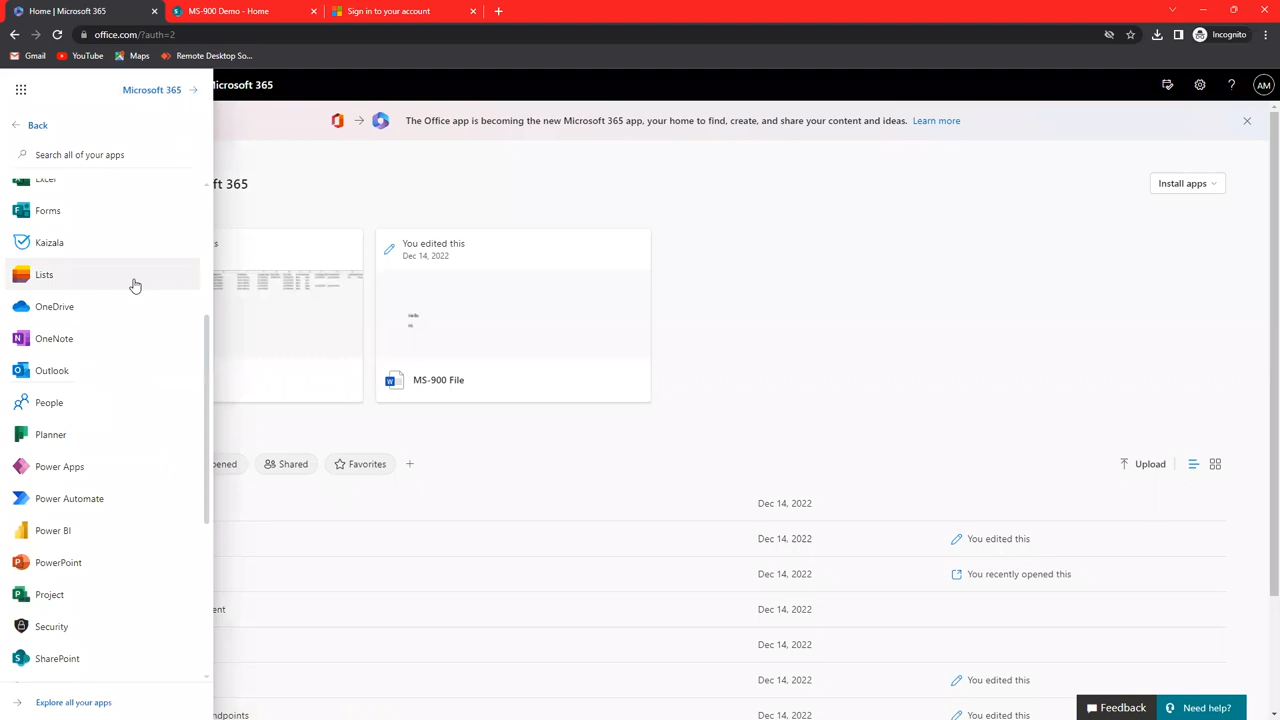 Home | Microsoft 365
MS-900 Demo - Home
Sign in to your account
office.com/?auth=2
Incognito
Gmail
YouTube
Maps
Remote Desktop So...
Microsoft 365
icrosoft 365
AM
Back
The Office app is becoming the new Microsoft 365 app, your home to find, create, and share your content and ideas. Learn more
Search all of your apps
ft 365
Install apps
Excel
Forms
Kaizala
Lists
OneDrive
OneNote
Outlook
People
Planner
Power Apps
Power Automate
Power BI
PowerPoint
Project
Security
SharePoint
Explore all your apps
s
You edited this
Dec 14, 2022
Hello
Hi
MS-900 File
pened
Shared
Favorites
Upload
Dec 14, 2022
Dec 14, 2022
You edited this
Dec 14, 2022
You recently opened this
ent
Dec 14, 2022
Dec 14, 2022
Dec 14, 2022
You edited this
ndpoints
Dec 14, 2022
You edited this
Feedback
Need help?